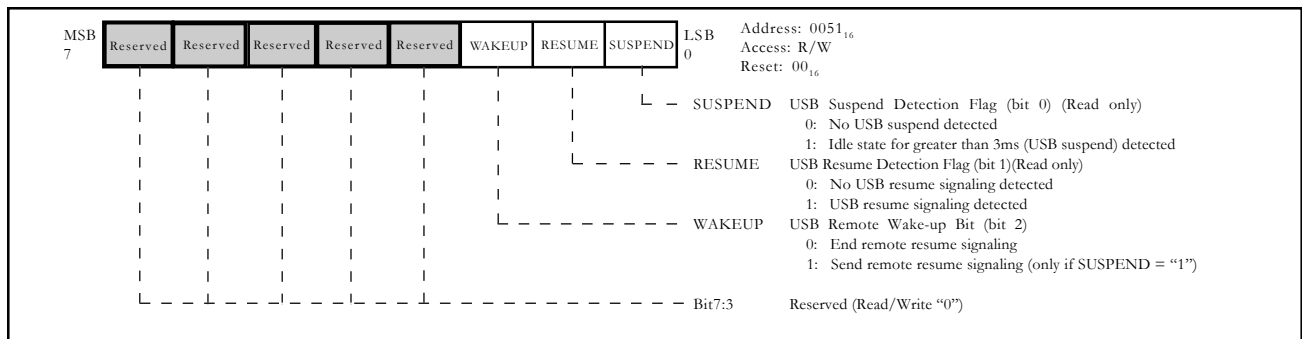 MSB
7
Reserved Reserved Reserved Reserved Reserved WAKEUP RESUME SUSPEND
LSB
0
Address: 0051₁₆
Access: R/W
Reset: 00₁₆
SUSPEND USB Suspend Detection Flag (bit 0) (Read only)
0: No USB suspend detected
1: Idle state for greater than 3ms (USB suspend) detected
RESUME USB Resume Detection Flag (bit 1)(Read only)
0: No USB resume signaling detected
1: USB resume signaling detected
WAKEUP USB Remote Wake-up Bit (bit 2)
0: End remote resume signaling
1: Send remote resume signaling (only if SUSPEND = “1”)
Bit7:3 Reserved (Read/Write “0”)